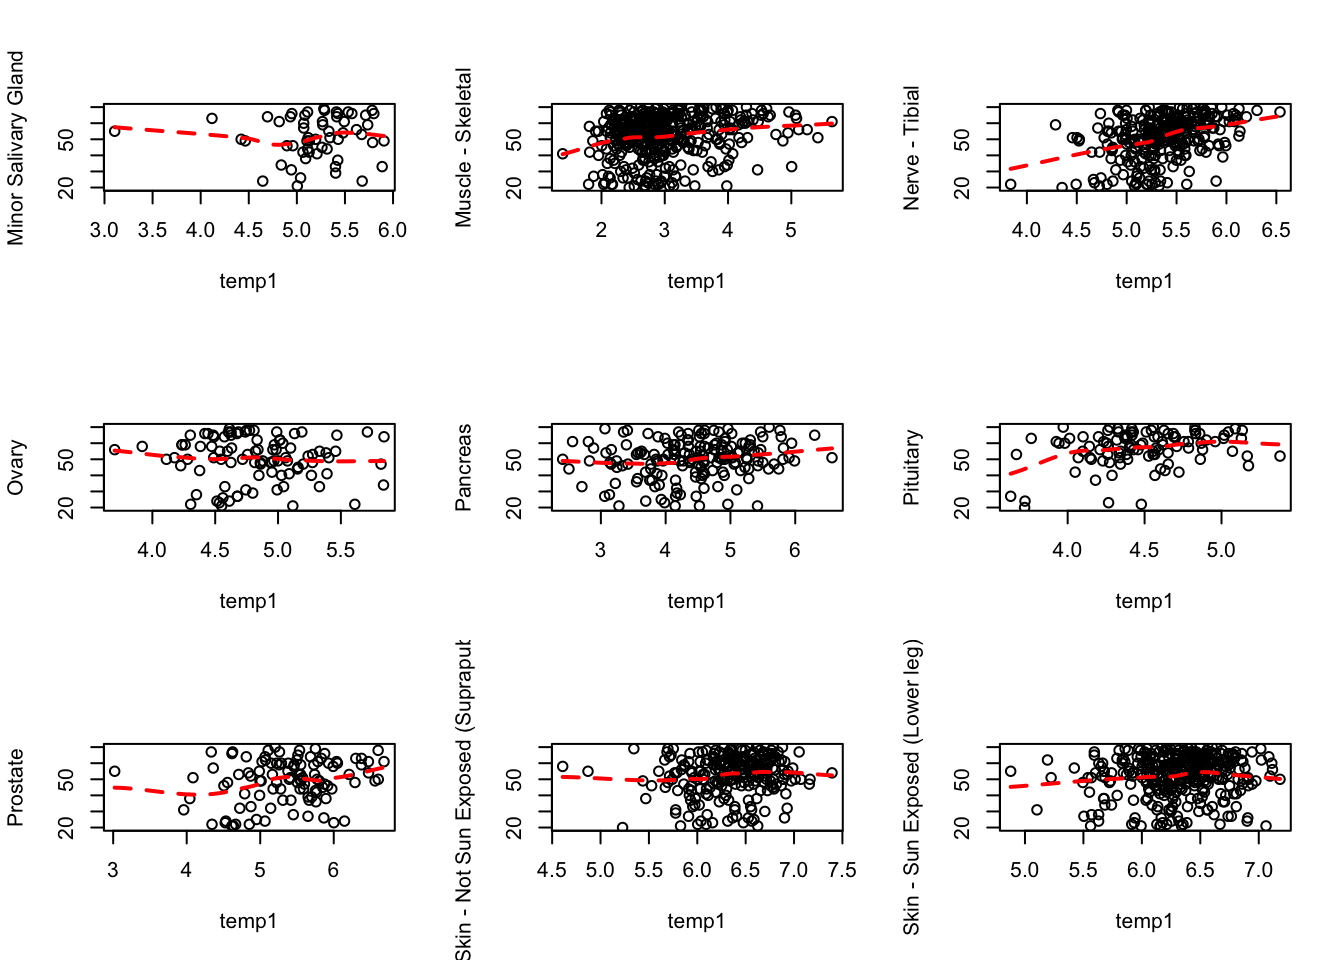 Minor Salivary Gland
50
20
3.0 3.5 4.0 4.5 5.0 5.5 6.0
temp1
Muscle - Skeletal
50
20
2 3 4 5
temp1
Nerve - Tibial
50
20
4.0 4.5 5.0 5.5 6.0 6.5
temp1
Ovary
50
20
4.0 4.5 5.0 5.5
temp1
Pancreas
50
20
3 4 5 6
temp1
Pituitary
50
20
4.0 4.5 5.0
temp1
Prostate
50
20
3 4 5 6
temp1
Skin - Not Sun Exposed (Suprapub
50
20
4.5 5.0 5.5 6.0 6.5 7.0 7.5
temp1
Skin - Sun Exposed (Lower leg)
50
20
5.0 5.5 6.0 6.5 7.0
temp1